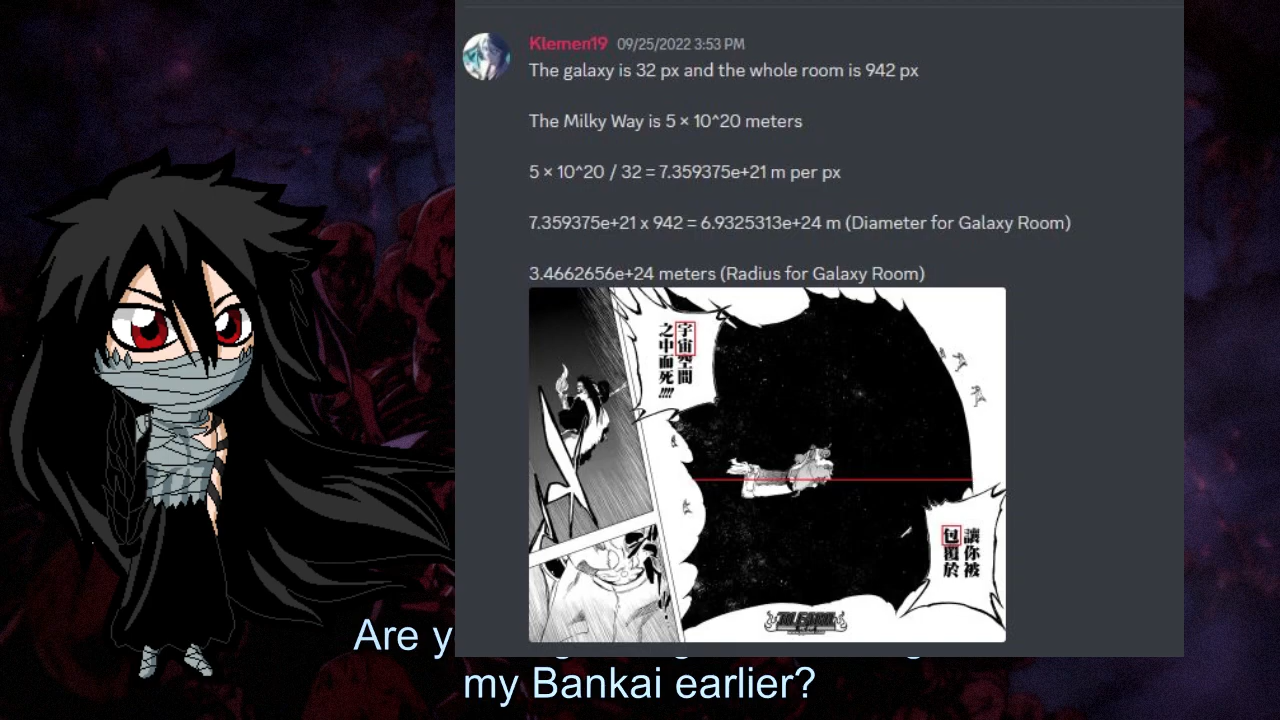 Klemen19 09/25/2022 3:53 PM
The galaxy is 32 px and the whole room is 942 px
The Milky Way is 5 × 10^20 meters
5 × 10^20 / 32 = 7.359375e+21 m per px
7.359375e+21 x 942 = 6.9325313e+24 m (Diameter for Galaxy Room)
3.4662656e+24 meters (Radius for Galaxy Room)
宇宙空間
之中而死!!!!
讓你被
包覆於
BLEACH
Are y
my Bankai earlier?